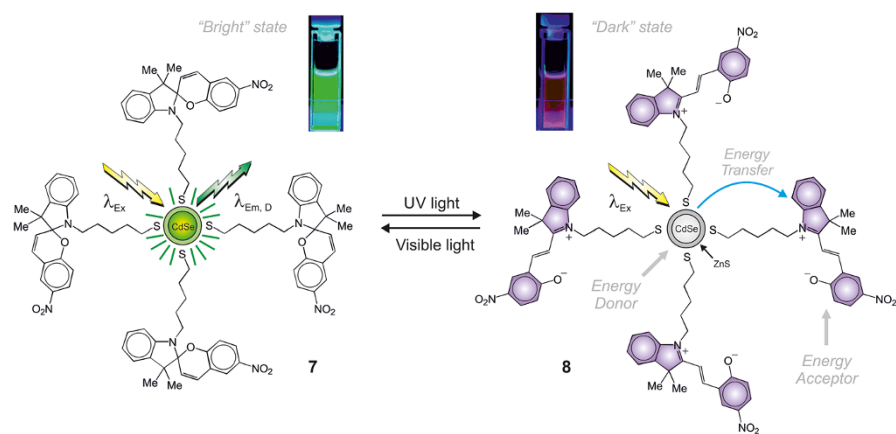 "Bright" state
"Dark" state
NO₂
Me Me
O
NO₂
N
Me Me
O⁻
N
+
S
λEx
λEm, D
CdSe
Me
Me
N
O
NO₂
S
S
N
Me
Me
O
NO₂
S
N
O
Me Me
NO₂
7
UV light
Visible light
Energy
Transfer
S
λEx
CdSe
ZnS
Me
Me
N
+
O⁻
NO₂
S
S
N
+
Me
Me
O⁻
NO₂
S
Energy
Donor
N
+
O⁻
Me Me
NO₂
8
Energy
Acceptor